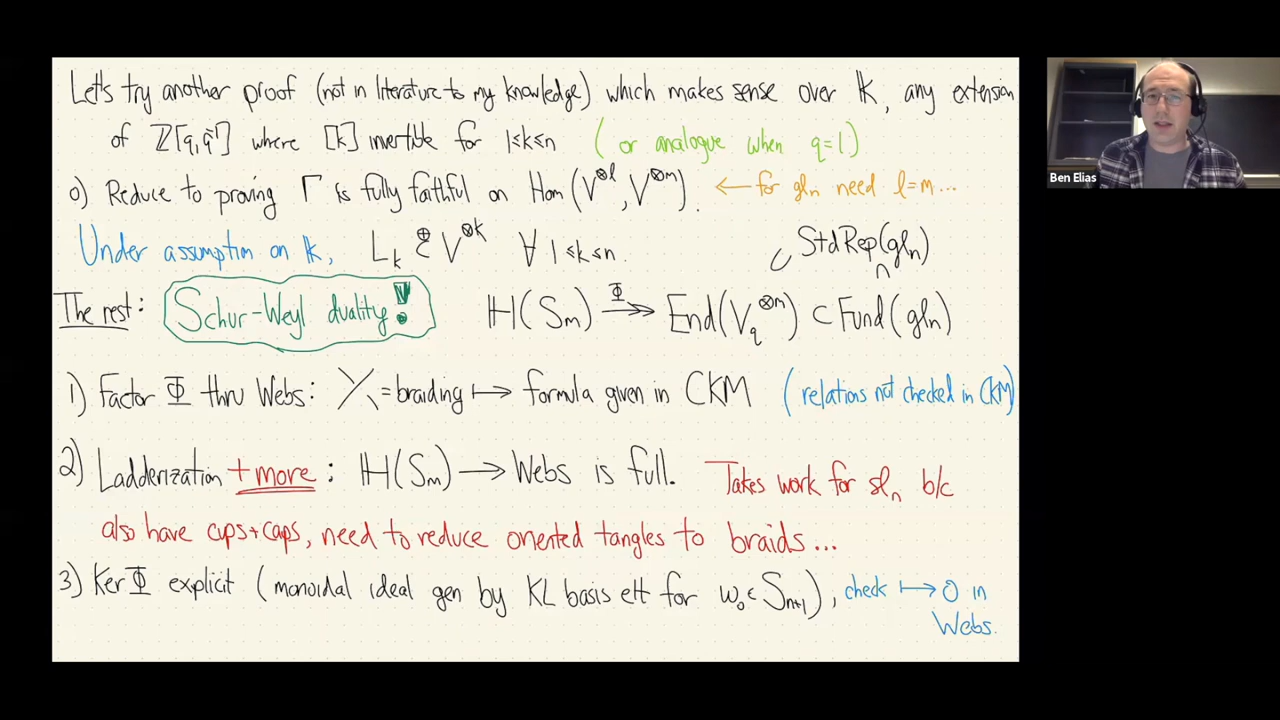 Let's try another proof (not in literature to my knowledge) which makes sense over 𝕜, any extension
of ℤ[q,q⁻¹] where [k] invertible for 1≤k≤n (or analogue when q=1)
0) Reduce to proving Γ is fully faithful on Hom(V^{⊗l}, V^{⊗m}). ← for gl_n need l=m...
Under assumption on 𝕜, L_k ⊕∈ V^{⊗k} ∀ 1≤k≤n.
StdRep(gl_n)
∩
The rest: Schur-Weyl duality! ℍ(S_m) —Φ→→ End(V_q^{⊗m}) ⊂ Fund(gl_n)
1) Factor Φ thru Webs: = braiding ↦ formula given in CKM (relations not checked in CKM)
2) Ladderization + more : ℍ(S_m) → Webs is full. Takes work for sl_n b/c
also have cups+caps, need to reduce oriented tangles to braids...
3) Ker Φ explicit (monoidal ideal gen by KL basis elt for w₀ ∈ S_{n+1}), check ↦ 0 in
Webs.
Ben Elias